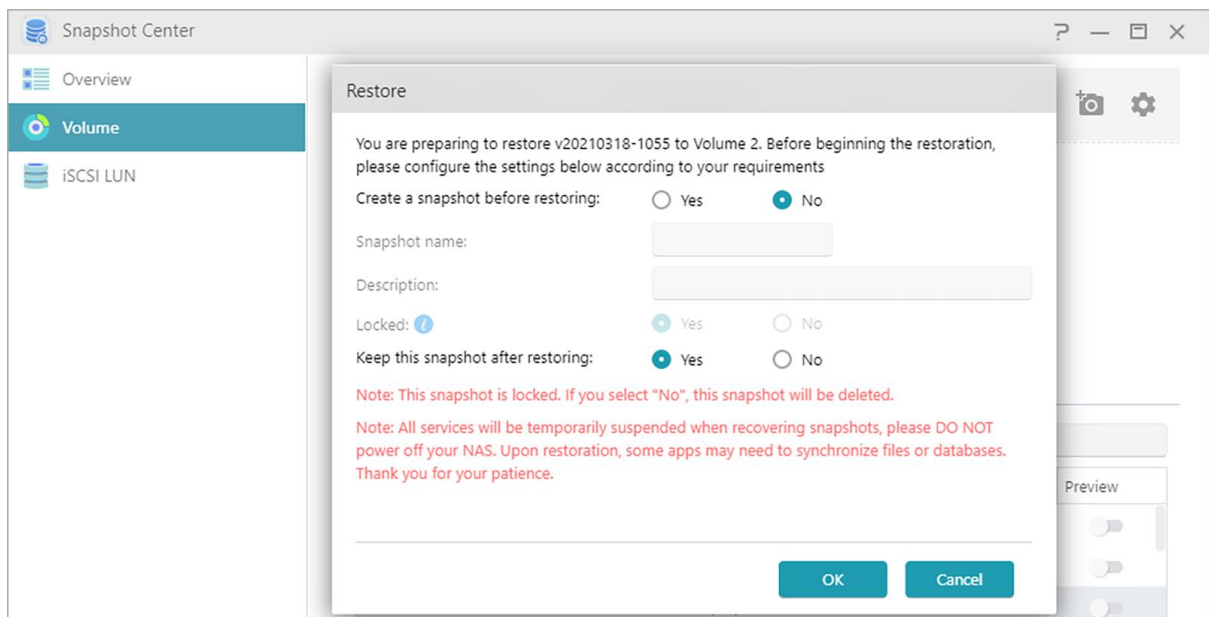 Snapshot Center
Overview
Volume
iSCSI LUN
Restore
You are preparing to restore v20210318-1055 to Volume 2. Before beginning the restoration,
please configure the settings below according to your requirements
Create a snapshot before restoring: Yes No
Snapshot name:
Description:
Locked: Yes No
Keep this snapshot after restoring: Yes No
Note: This snapshot is locked. If you select "No", this snapshot will be deleted.
Note: All services will be temporarily suspended when recovering snapshots, please DO NOT
power off your NAS. Upon restoration, some apps may need to synchronize files or databases.
Thank you for your patience.
Preview
OK Cancel